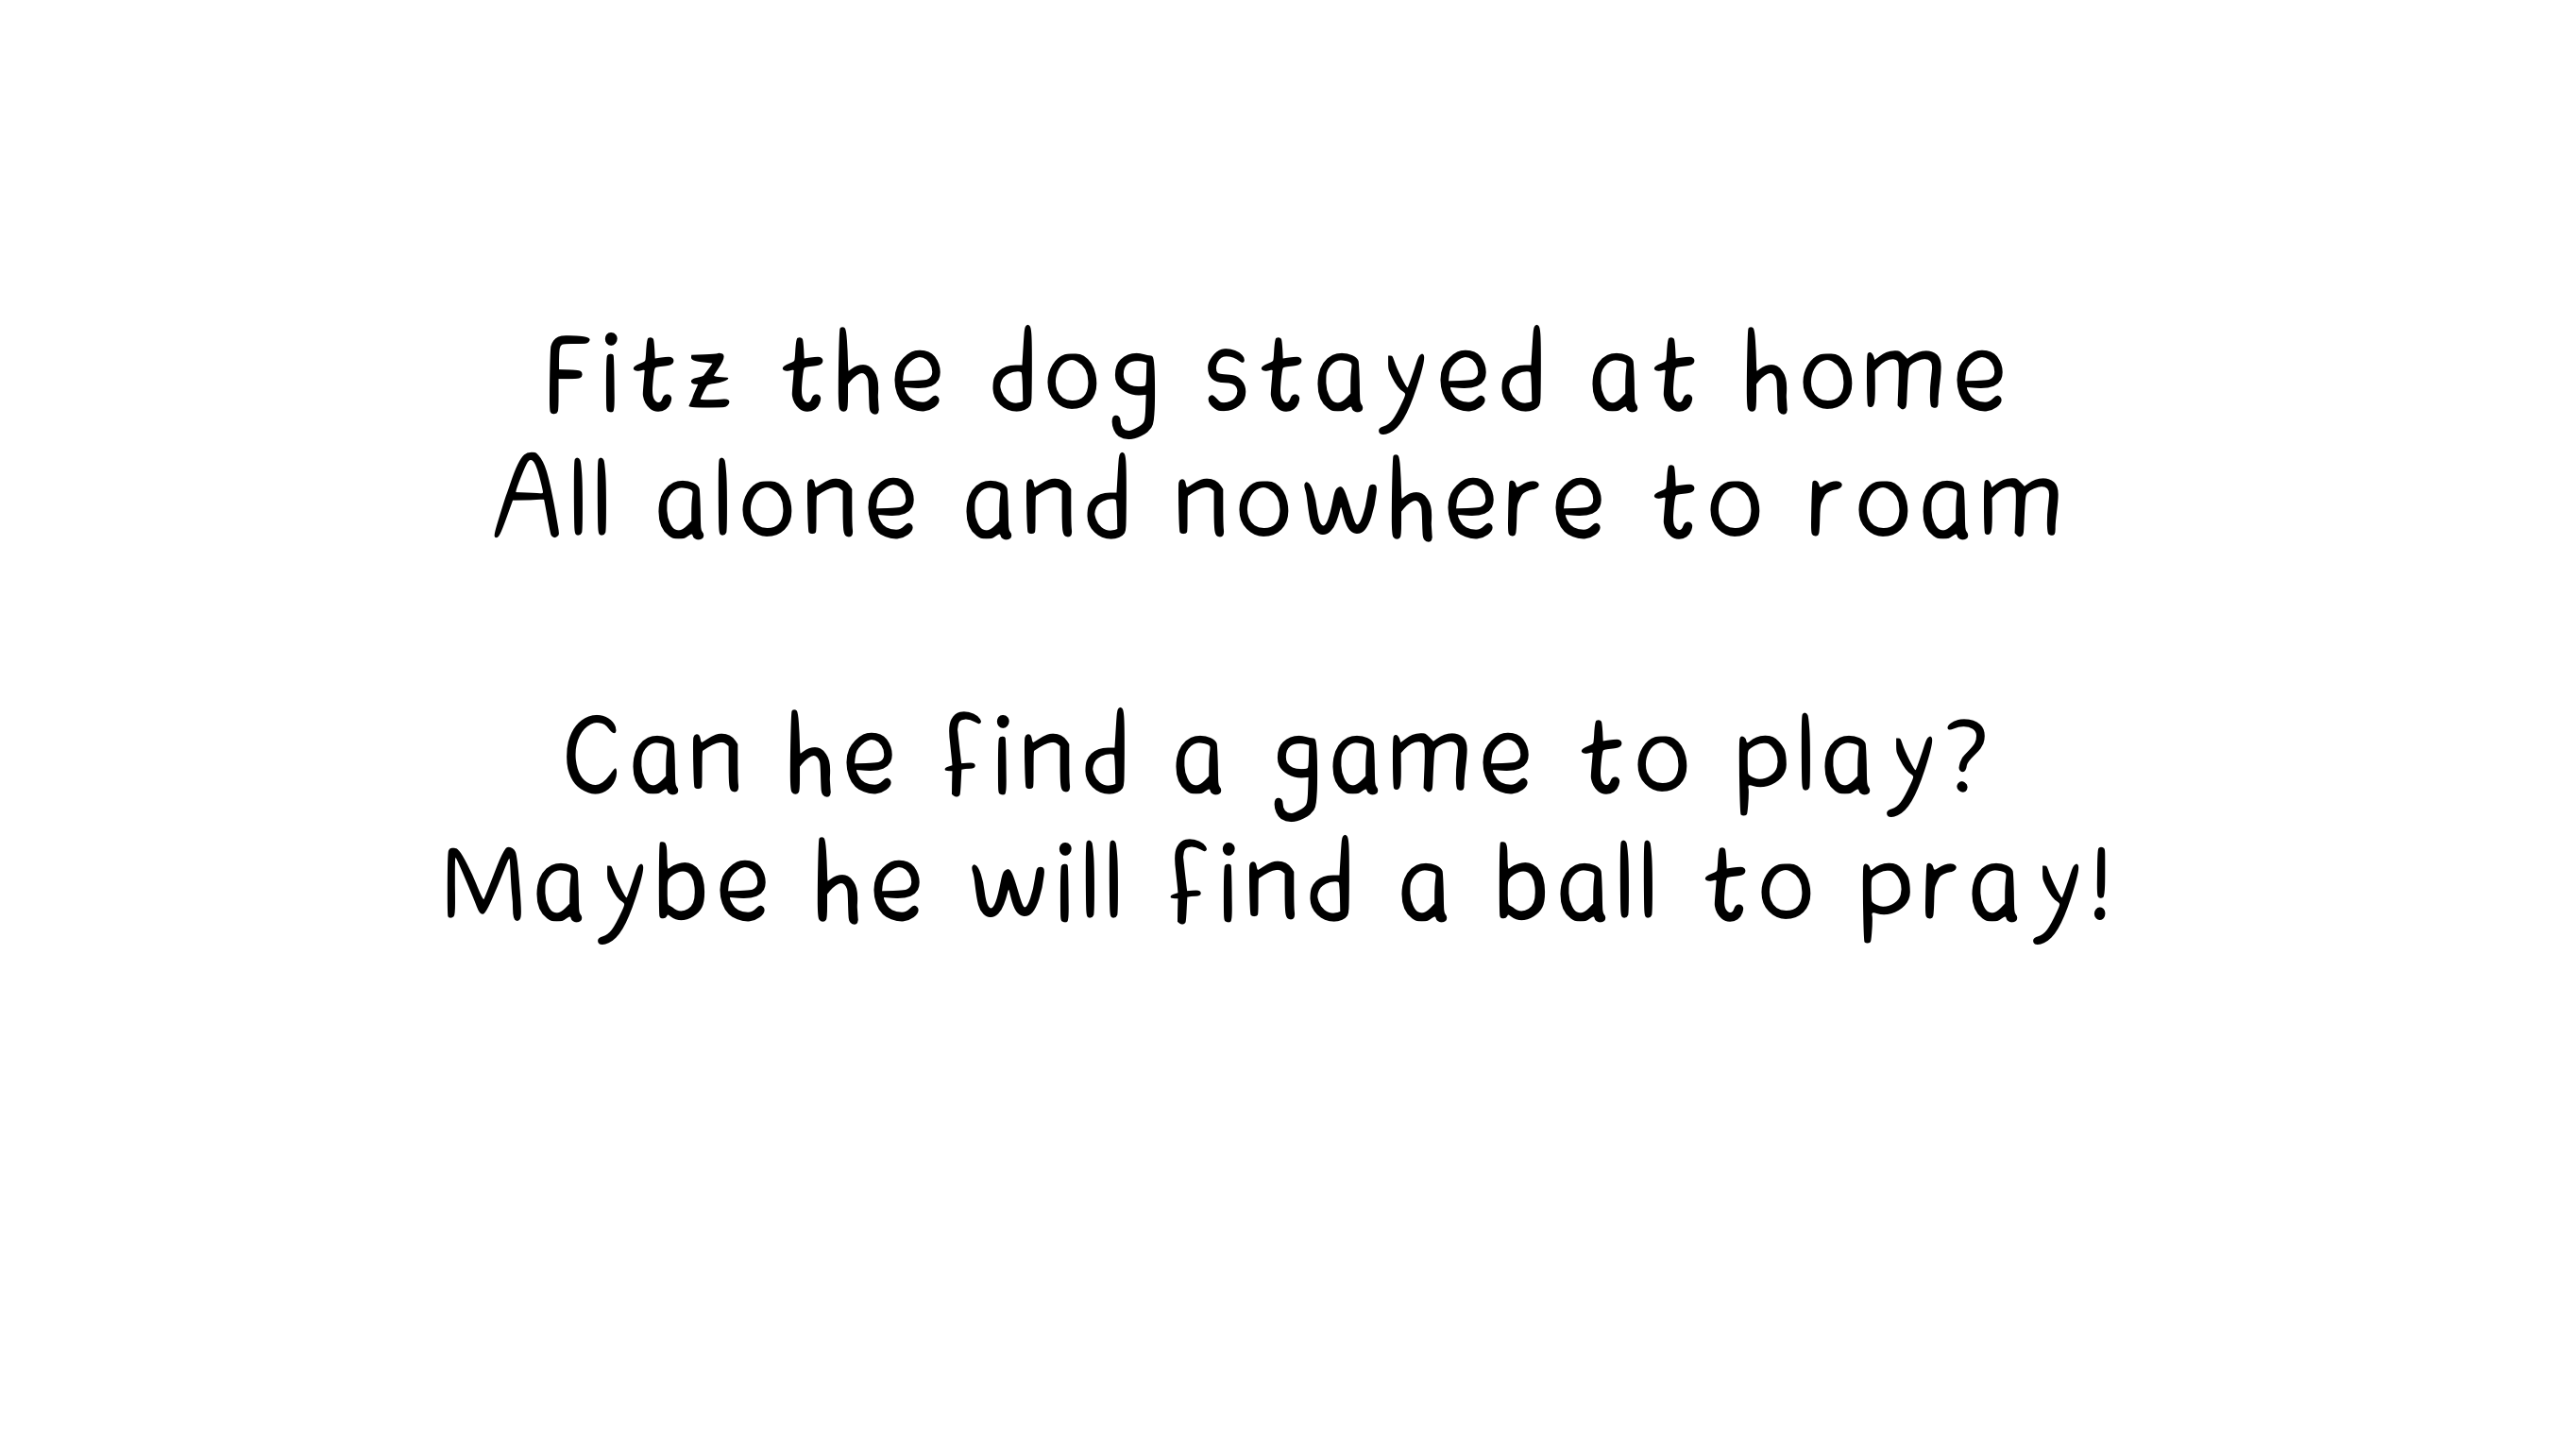 Fitz the dog stayed at home
All alone and nowhere to roam
Can he find a game to play?
Maybe he will find a ball to pray!